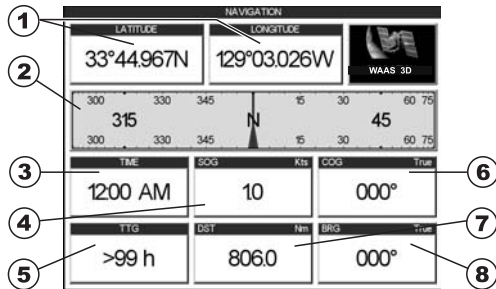 NAVIGATION
LATITUDE LONGITUDE
1
33°44.967N 129°03.026W
WAAS 3D
2
300 330 345 15 30 60 75
315 N 45
300 330 345 15 30 60 75
3 TIME SOG Kts COG True 6
12:00 AM 1.0 000°
4 7
TTG DST Nm BRG True
5 >99 h 806.0 000° 8